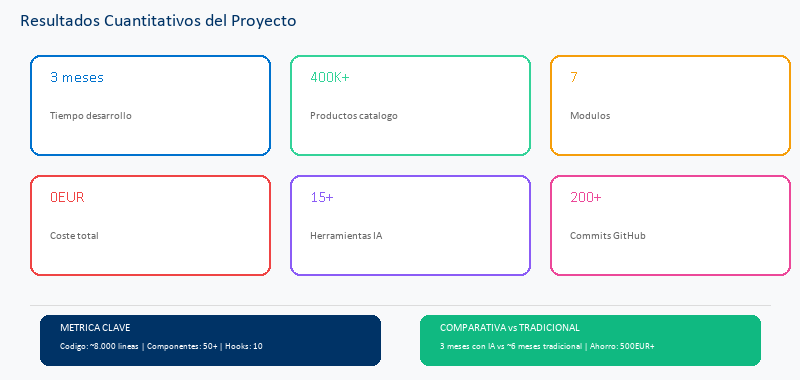 Resultados Cuantitativos del Proyecto
3 meses
Tiempo desarrollo
400K+
Productos catalogo
7
Modulos
0EUR
Coste total
15+
Herramientas IA
200+
Commits GitHub
METRICA CLAVE
Codigo: ~8.000 lineas | Componentes: 50+ | Hooks: 10
COMPARATIVA vs TRADICIONAL
3 meses con IA vs ~6 meses tradicional | Ahorro: 500EUR+